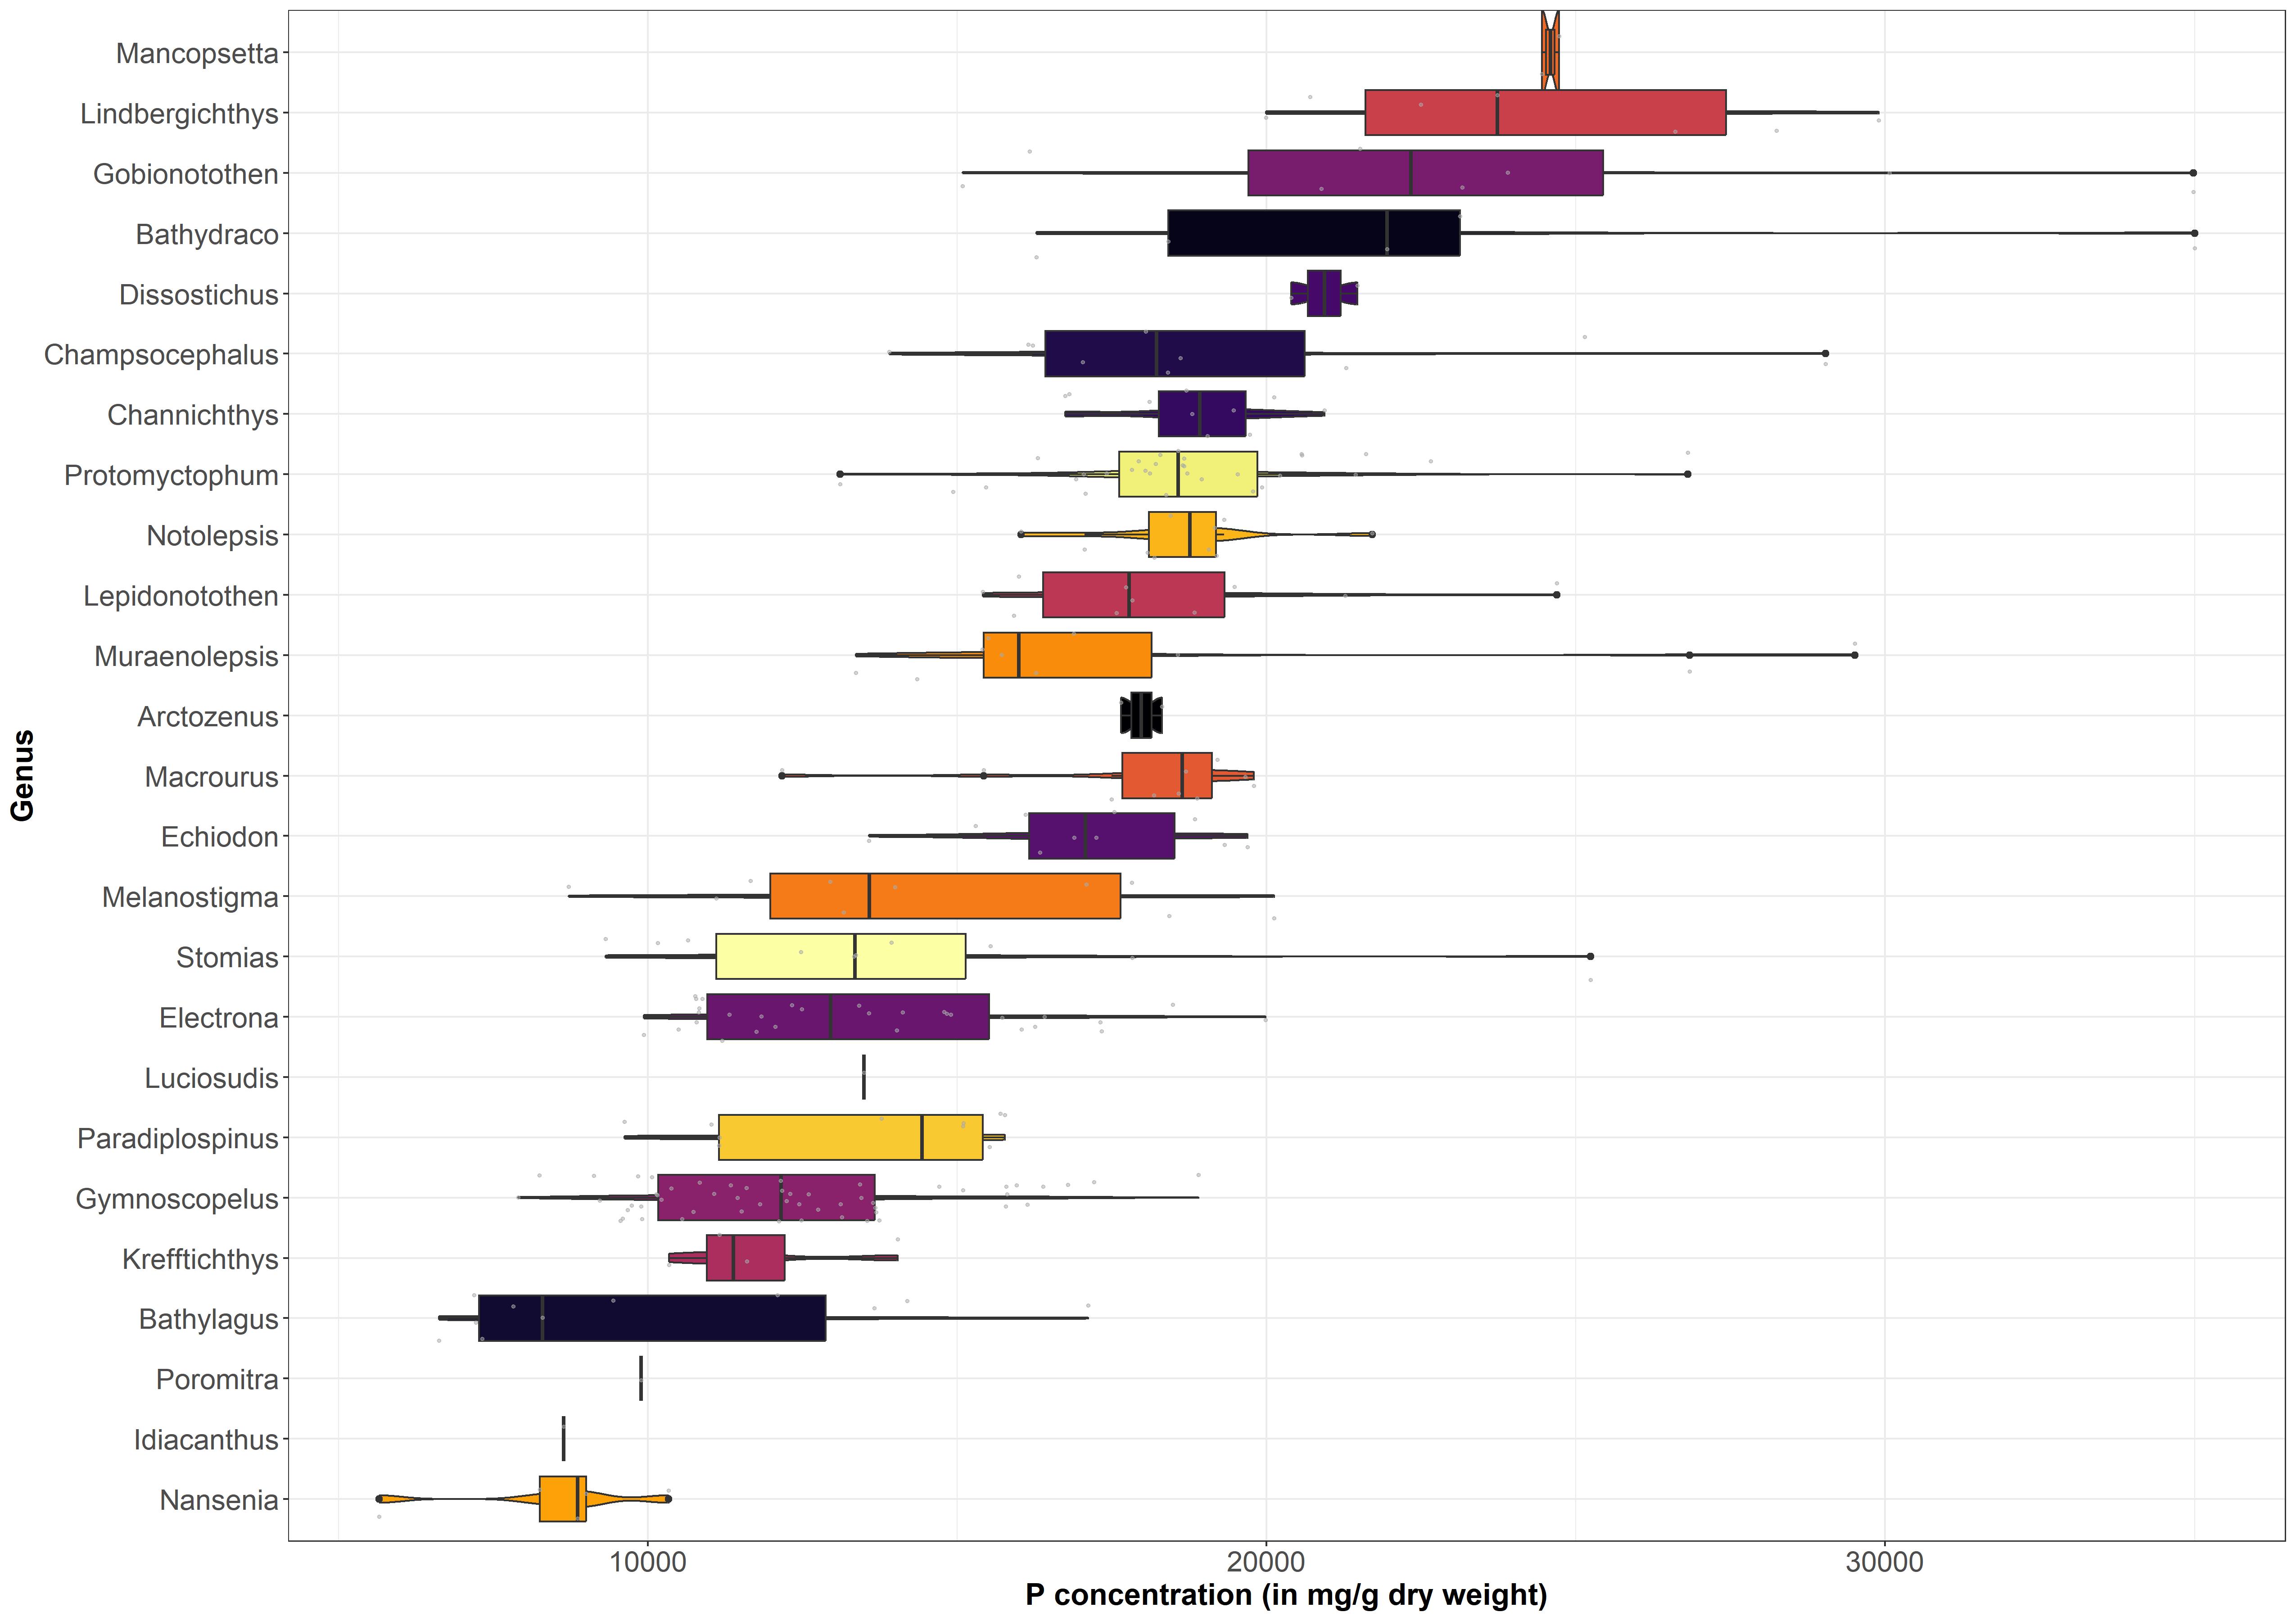 Mancopsetta
Lindbergichthys
Gobionotothen
Bathydraco
Dissostichus
Champsocephalus
Channichthys
Protomyctophum
Notolepsis
Lepidonotothen
Muraenolepsis
Arctozenus
Macrourus
Echiodon
Melanostigma
Stomias
Electrona
Luciosudis
Paradiplospinus
Gymnoscopelus
Krefftichthys
Bathylagus
Poromitra
Idiacanthus
Nansenia
Genus
10000 20000 30000
P concentration (in mg/g dry weight)